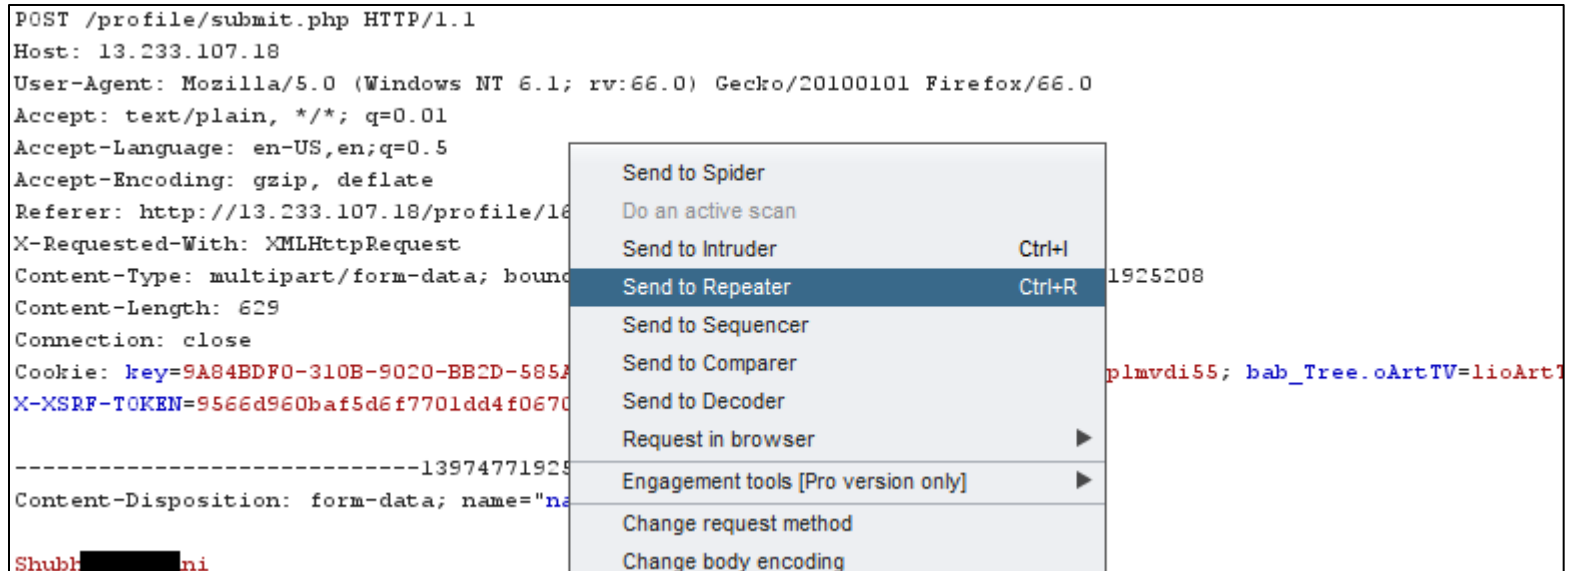 POST /profile/submit.php HTTP/1.1
Host: 13.233.107.18
User-Agent: Mozilla/5.0 (Windows NT 6.1; rv:66.0) Gecko/20100101 Firefox/66.0
Accept: text/plain, */*; q=0.01
Accept-Language: en-US,en;q=0.5
Accept-Encoding: gzip, deflate
Referer: http://13.233.107.18/profile/16
X-Requested-With: XMLHttpRequest
Content-Type: multipart/form-data; bound
1925208
Content-Length: 629
Connection: close
Cookie: key=9A84BDF0-310B-9020-BB2D-585A
plmvdi55; bab_Tree.oArtTV=lioArtT
X-XSRF-TOKEN=9566d960baf5d6f7701dd4f0670
-----------------------------13974771925
Content-Disposition: form-data; name="na
Shubh
ni
Send to Spider
Do an active scan
Send to Intruder Ctrl+I
Send to Repeater Ctrl+R
Send to Sequencer
Send to Comparer
Send to Decoder
Request in browser
Engagement tools [Pro version only]
Change request method
Change body encoding